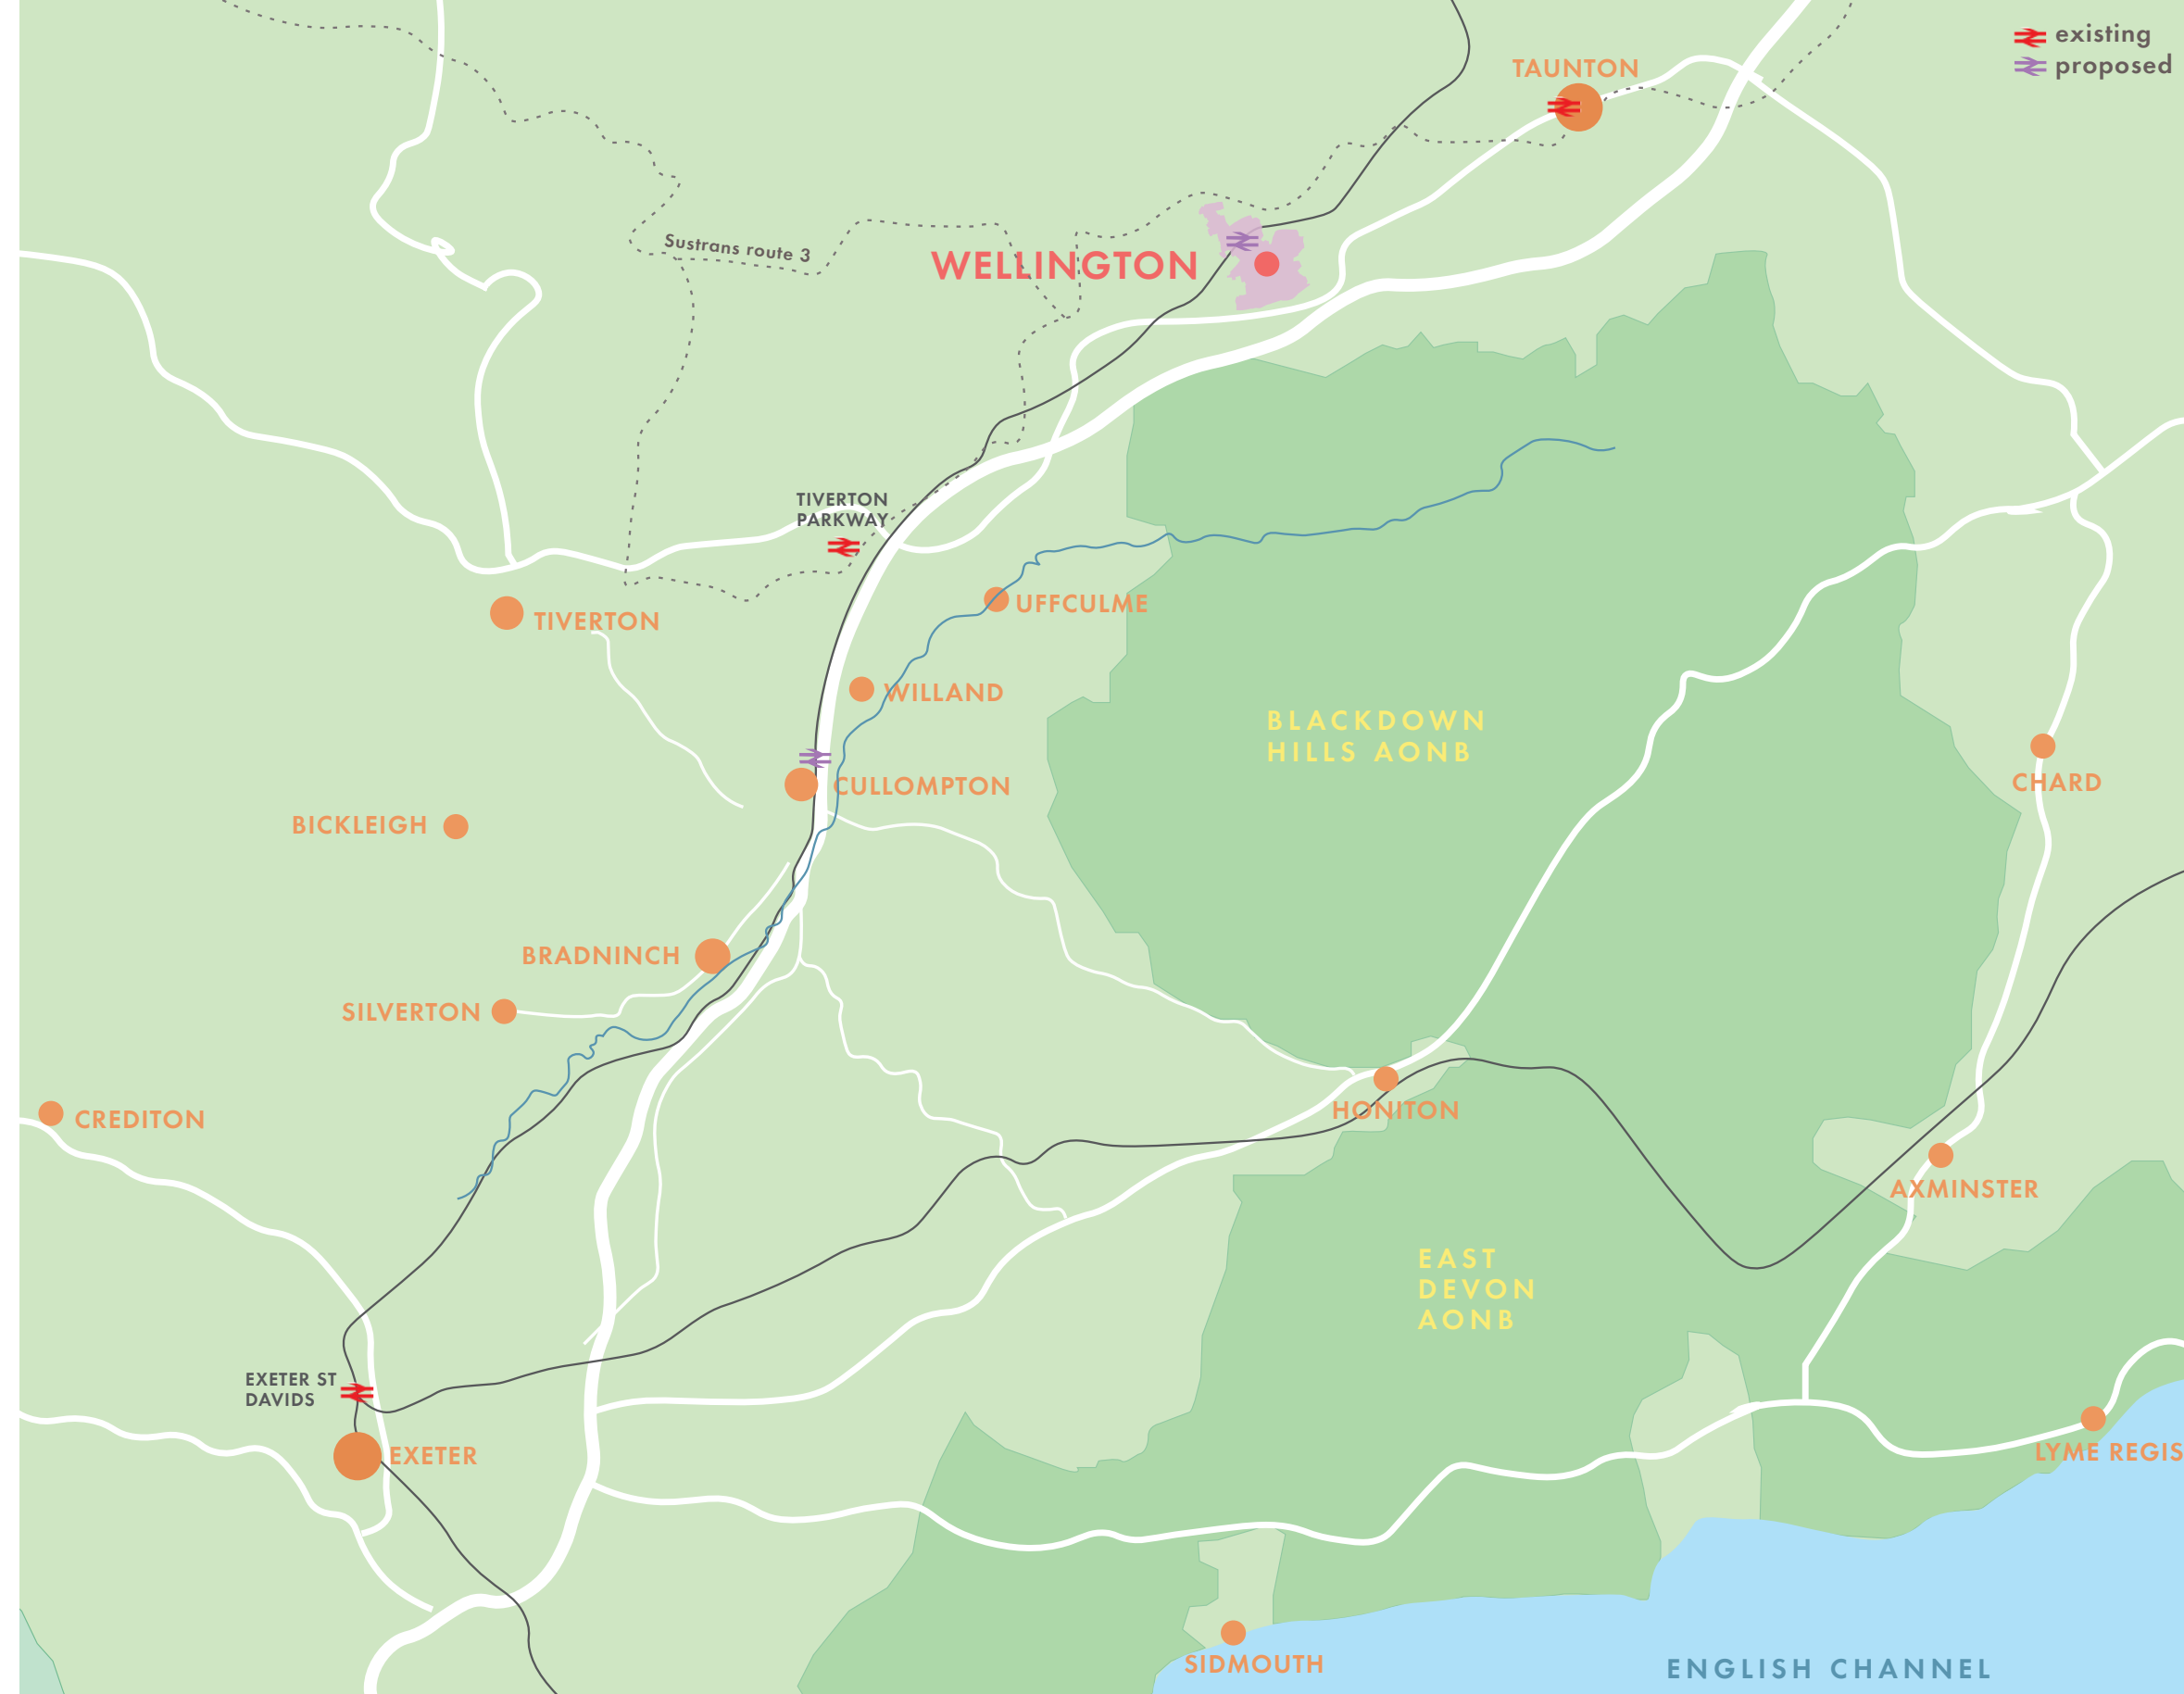 existing
proposed
TAUNTON
Sustrans route 3
WELLINGTON
TIVERTON
PARKWAY
UFFCULME
TIVERTON
WILLAND
BLACKDOWN
HILLS AONB
CHARD
CULLOMPTON
BICKLEIGH
BRADNINCH
SILVERTON
HONITON
CREDITON
AXMINSTER
EAST
DEVON
AONB
EXETER ST
DAVIDS
EXETER
LYME REGIS
SIDMOUTH
ENGLISH CHANNEL